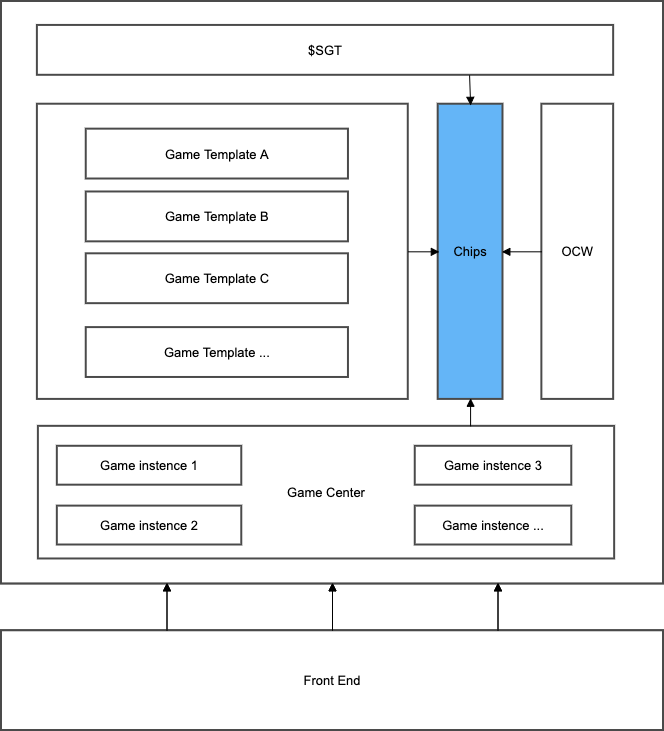 $SGT
Game Template A
Game Template B
Game Template C
Game Template ...
Chips
OCW
Game instence 1
Game instence 2
Game Center
Game instence 3
Game instence ...
Front End